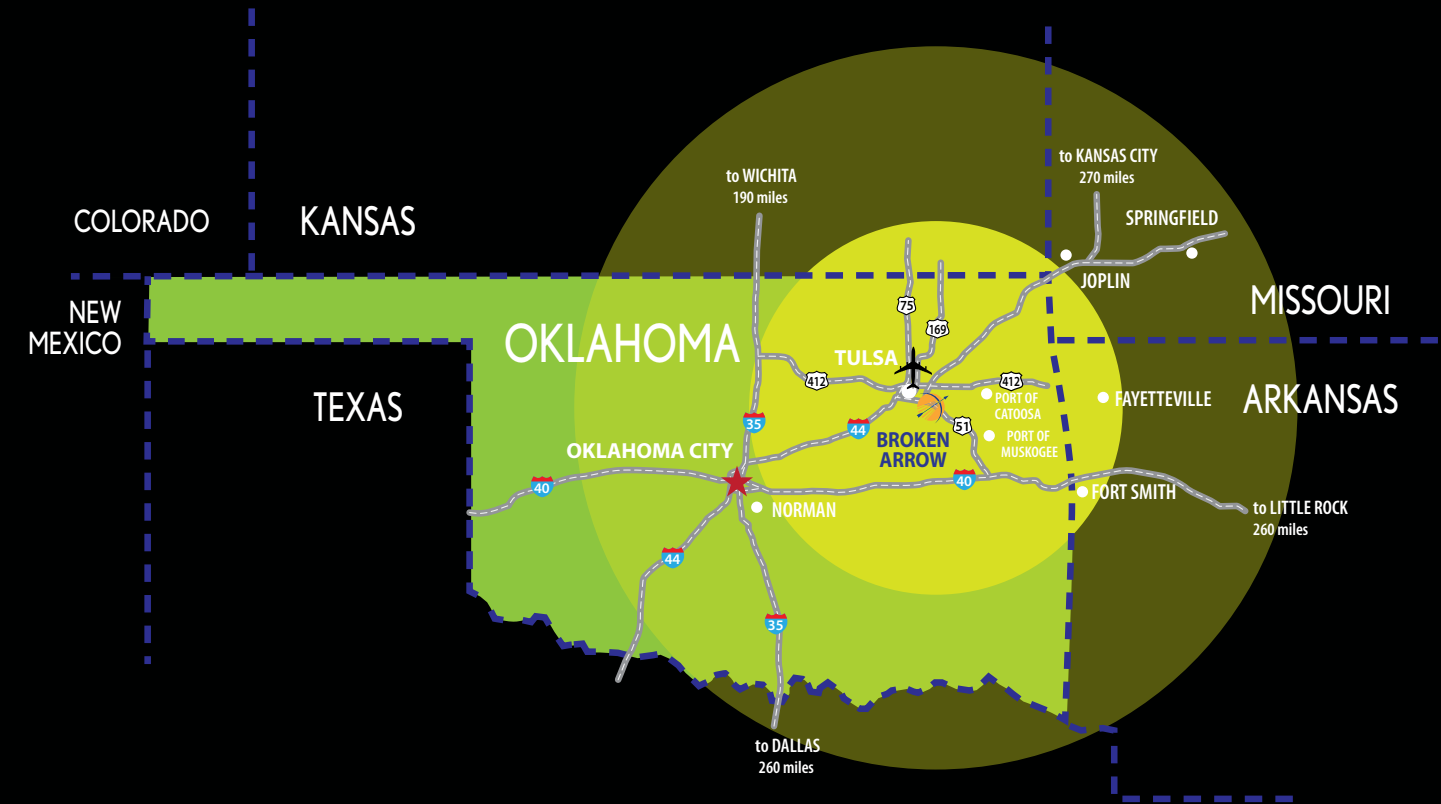 to KANSAS CITY
270 miles
to WICHITA
190 miles
COLORADO
KANSAS
SPRINGFIELD
JOPLIN
MISSOURI
NEW
MEXICO
OKLAHOMA
75
169
TULSA
412
412
TEXAS
PORT OF
CATOOSA
FAYETTEVILLE
ARKANSAS
35
44
51
BROKEN
ARROW
PORT OF
MUSKOGEE
OKLAHOMA CITY
40
40
NORMAN
FORT SMITH
to LITTLE ROCK
260 miles
44
35
to DALLAS
260 miles